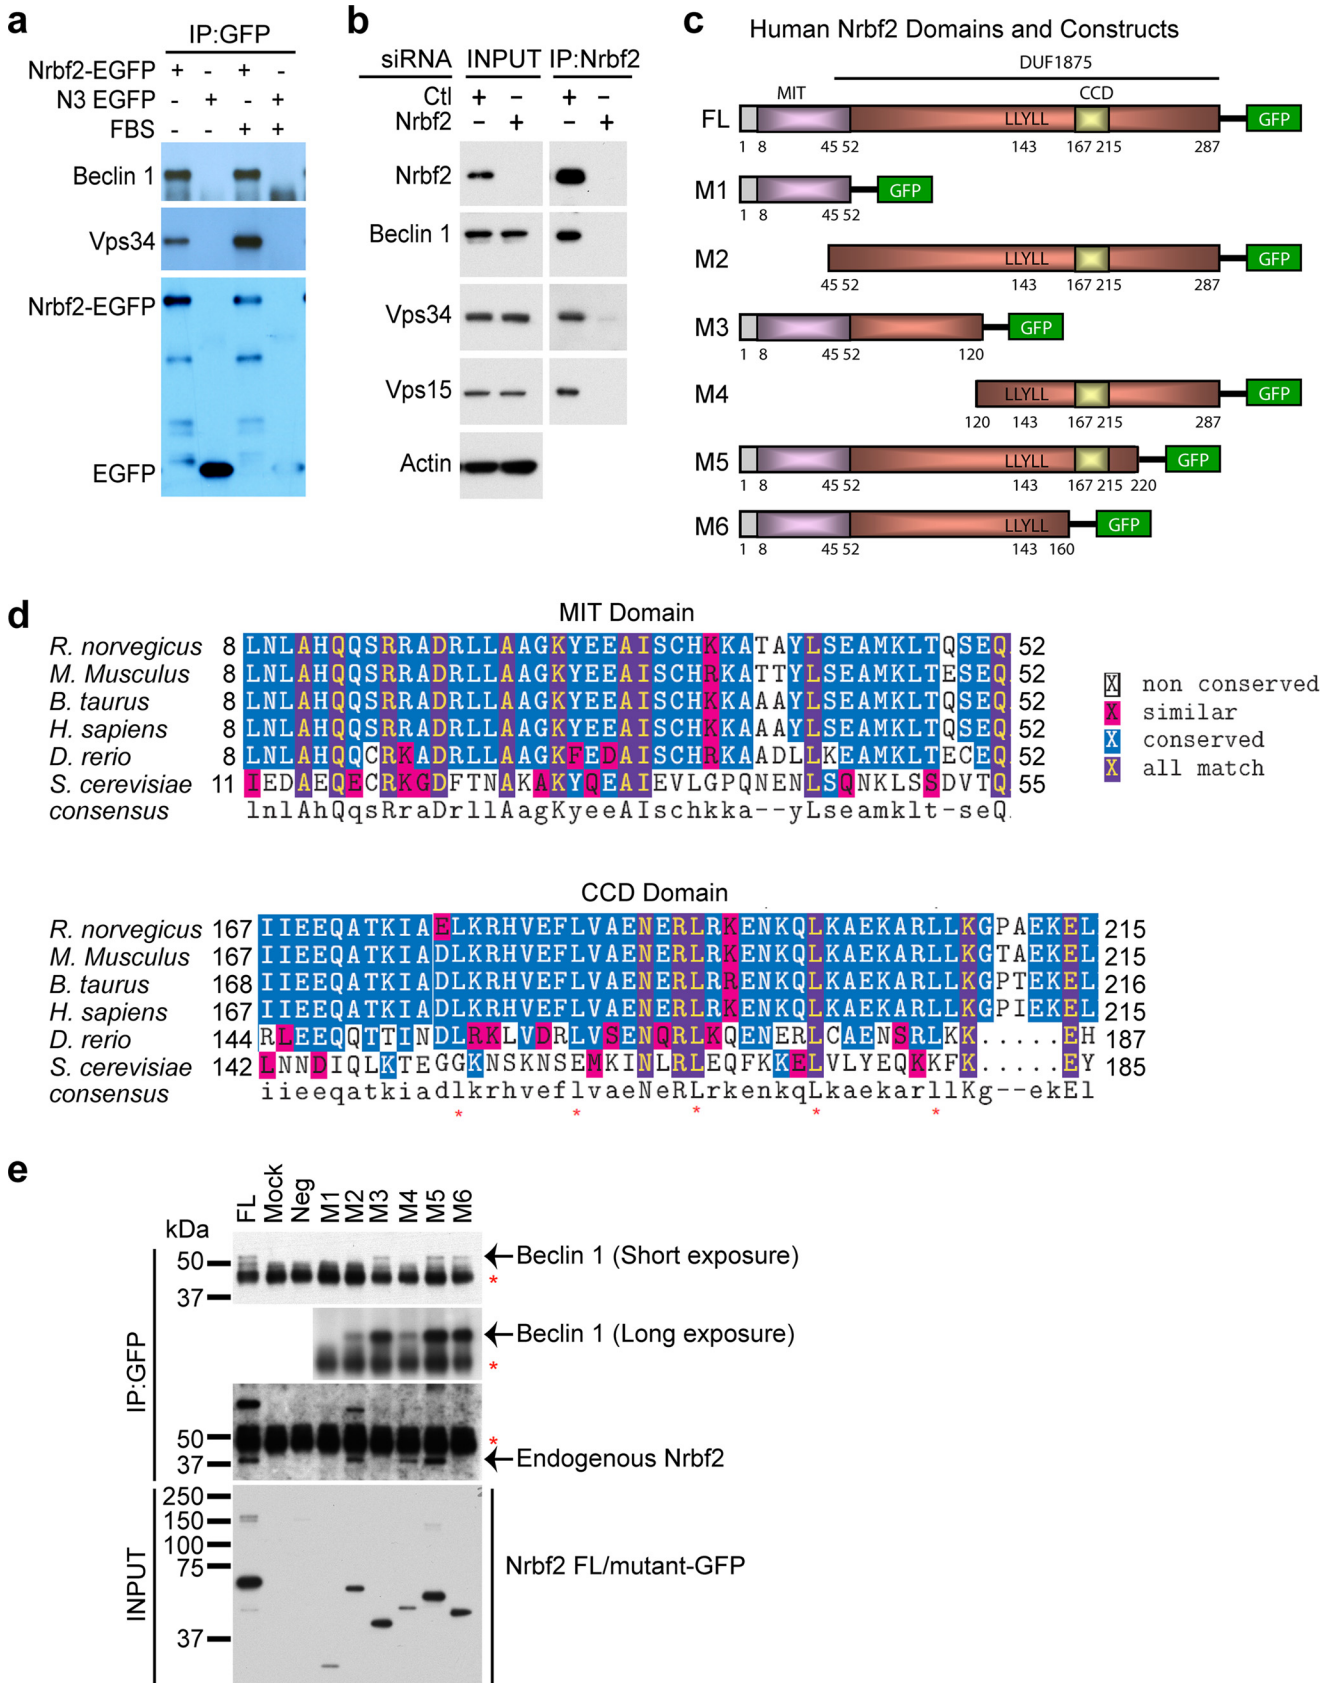 a
IP:GFP
Nrbf2-EGFP + - + -
N3 EGFP - + - +
FBS - - + +
Beclin 1
Vps34
Nrbf2-EGFP
EGFP
b
siRNA INPUT IP:Nrbf2
Ctl + - + -
Nrbf2 - + - +
Nrbf2
Beclin 1
Vps34
Vps15
Actin
c
Human Nrbf2 Domains and Constructs
DUF1875
MIT CCD
FL LLYLL GFP
1 8 45 52 143 167 215 287
M1 GFP
1 8 45 52
M2 LLYLL GFP
45 52 143 167 215 287
M3 GFP
1 8 45 52 120
M4 LLYLL GFP
120 143 167 215 287
M5 LLYLL GFP
1 8 45 52 143 167 215 220
M6 LLYLL GFP
1 8 45 52 143 160
d
MIT Domain
R. norvegicus 8 LNLAHQQSRRADRLLAAGKYEEAISCHKKATAYLSEAMKLTQSEQ 52
M. Musculus 8 LNLAHQQSRRADRLLAAGKYEEAISCHRKATTYLSEAMKLTESEQ 52
B. taurus 8 LNLAHQQSRRADRLLAAGKYEEAISCHKKAAAYLSEAMKLTQSEQ 52
H. sapiens 8 LNLAHQQSRRADRLLAAGKYEEAISCHRKAAAYLSEAMKLTQSEQ 52
D. rerio 8 LNLAHQQCRKADRLLAAGKFEDAISCHRKAADLLKEAMKLTECEQ 52
S. cerevisiae 11 IEDAEQECRKGDFTNAKAKYQEAIEVLGPQNENLSQNKLSSDVTQ 55
consensus lnlAhQqsRraDrllAagKyeeAIschkka--yLseamklt-seQ
X non conserved
X similar
X conserved
X all match
CCD Domain
R. norvegicus 167 IIEEQATKIAELKRHVEFLVAENERLRKENKQLKAEKARLLKGPAEKEL 215
M. Musculus 167 IIEEQATKIADLKRHVEFLVAENERLRKENKQLKAEKARLLKGTAEKEL 215
B. taurus 168 IIEEQATKIADLKRHVEFLVAENERLRRENKQLKAEKARLLKGPTEKEL 216
H. sapiens 167 IIEEQATKIADLKRHVEFLVAENERLRKENKQLKAEKARLLKGPIEKEL 215
D. rerio 144 RLEEQQTTINDLRKLVDRLVSENQRLKQENERLCAENSRLKK.....EH 187
S. cerevisiae 142 LNNDIQLKTEGGKNSKNSEMKINLRLEQFKKELVLYEQKKFK.....EY 185
consensus iieeqatkiadlkrhveflvaeNeRLrkenkqLkaekarllKg--ekEl
* * * * *
e
FL Mock Neg M1 M2 M3 M4 M5 M6
kDa
50 Beclin 1 (Short exposure)
*
37
Beclin 1 (Long exposure)
*
IP:GFP
50 *
37 Endogenous Nrbf2
250
150
100
75 Nrbf2 FL/mutant-GFP
INPUT
37